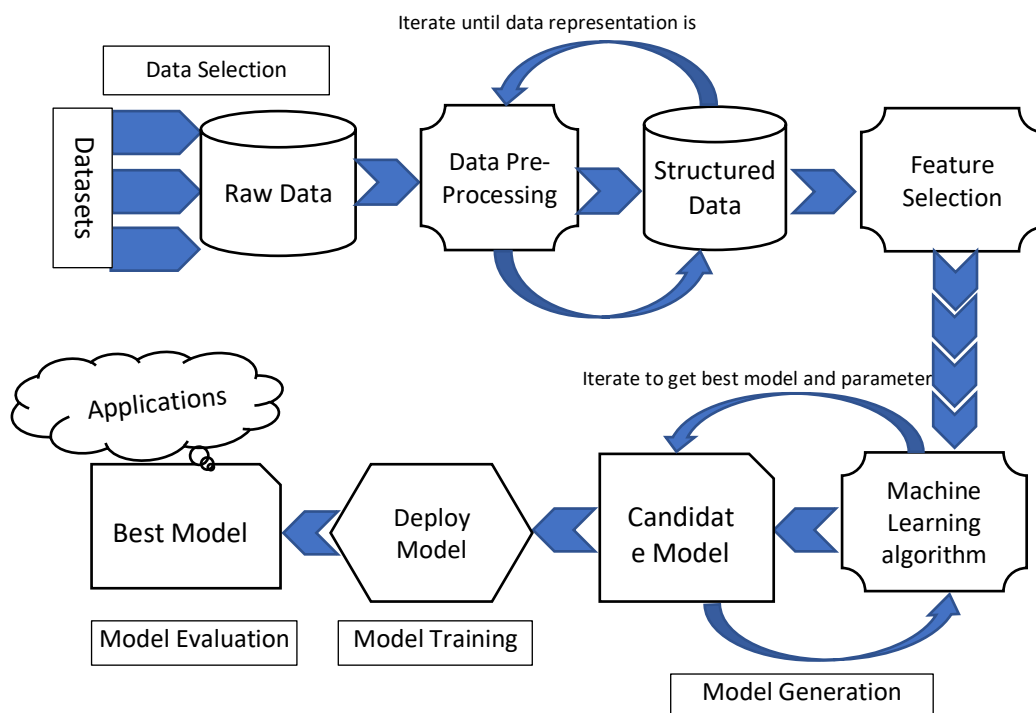 Iterate until data representation is
Data Selection
Datasets
Raw Data
Data Pre-
Processing
Structured
Data
Feature
Selection
Applications
Iterate to get best model and parameter
Best Model
Deploy
Model
Candidat
e Model
Machine
Learning
algorithm
Model Evaluation
Model Training
Model Generation